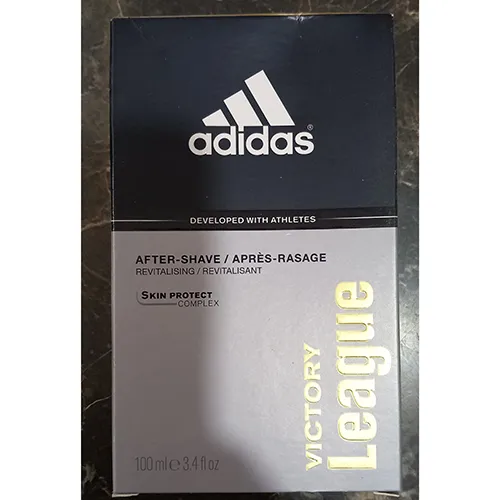 adidas®
DEVELOPED WITH ATHLETES
AFTER-SHAVE / APRÈS-RASAGE
REVITALISING / REVITALISANT
SKIN PROTECT
COMPLEX
VICTORY
League
100 ml e 3.4 fl oz